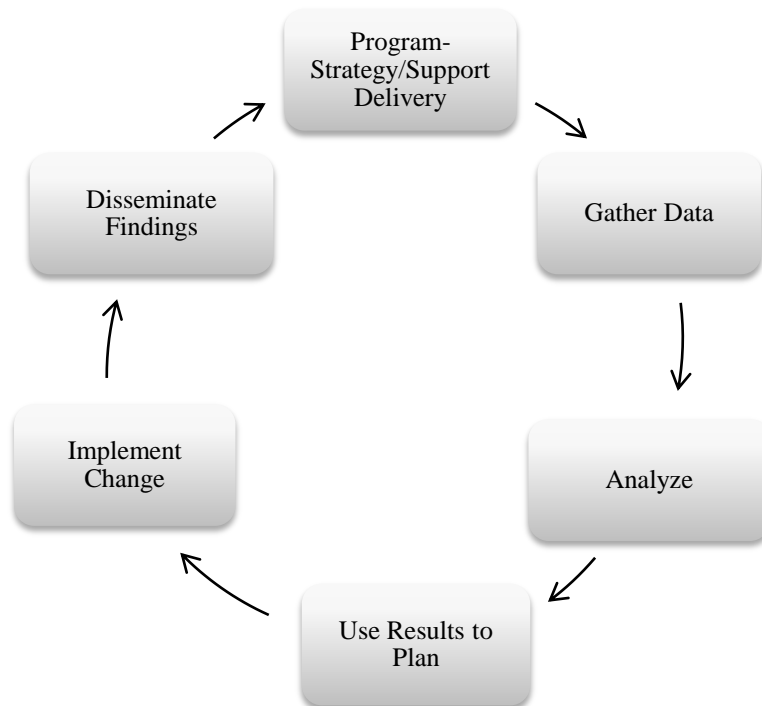 Program-
Strategy/Support
Delivery
Gather Data
Analyze
Use Results to
Plan
Implement
Change
Disseminate
Findings